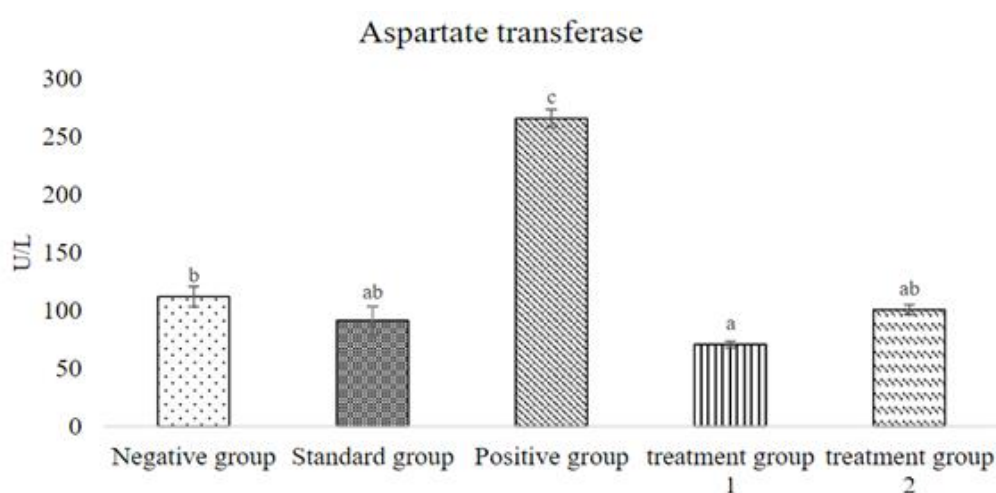 Aspartate transferase
300
250
200
150
100
50
0
U/L
b
ab
c
a
ab
Negative group
Standard group
Positive group
treatment group
1
treatment group
2